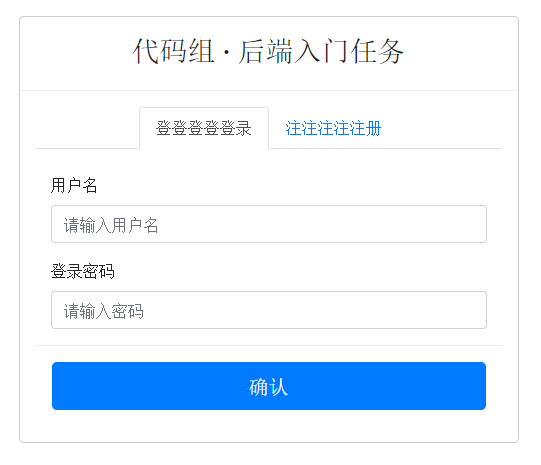 代码组 · 后端入门任务
登登登登登录 注注注注注册
用户名
请输入用户名
登录密码
请输入密码
确认